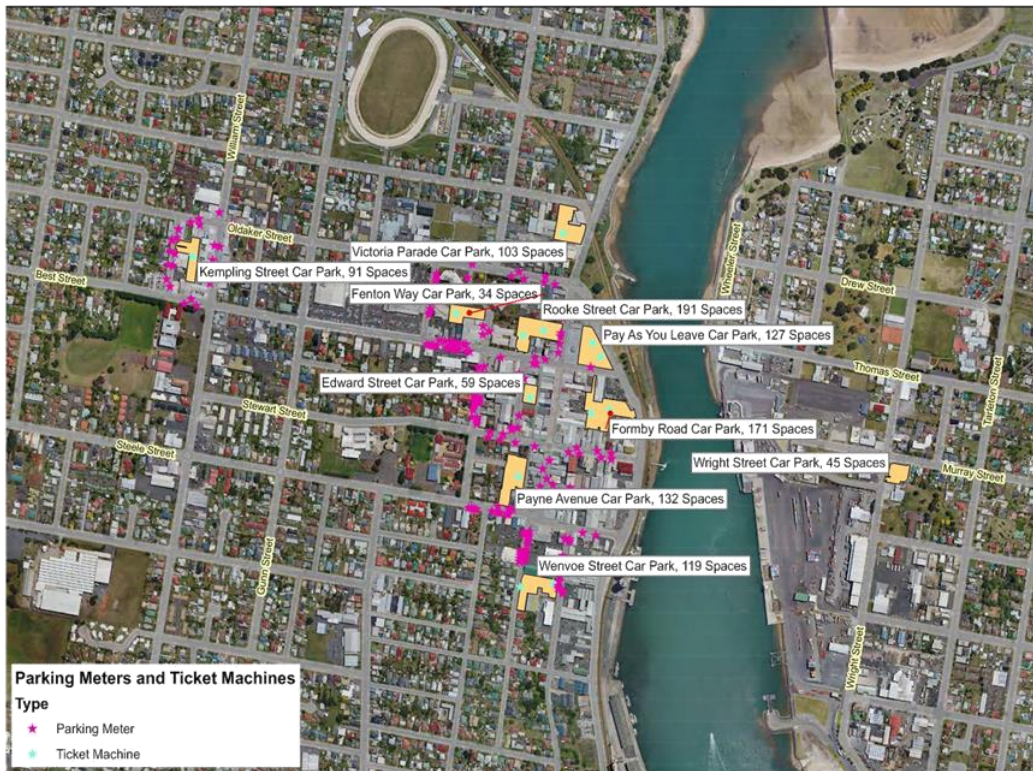 William Street
Oldaker Street
Victoria Parade Car Park, 103 Spaces
Wheeler Street
Best Street
Kempling Street Car Park, 91 Spaces
Drew Street
Fenton Way Car Park, 34 Spaces
Rooke Street Car Park, 191 Spaces
Pay As You Leave Car Park, 127 Spaces
Thomas Street
Edward Street Car Park, 59 Spaces
Tarleton Street
Stewart Street
Formby Road Car Park, 171 Spaces
Steele Street
Wright Street Car Park, 45 Spaces
Murray Street
Payne Avenue Car Park, 132 Spaces
Gunn Street
Wenvoe Street Car Park, 119 Spaces
Wright Street
Parking Meters and Ticket Machines
Type
Parking Meter
Ticket Machine